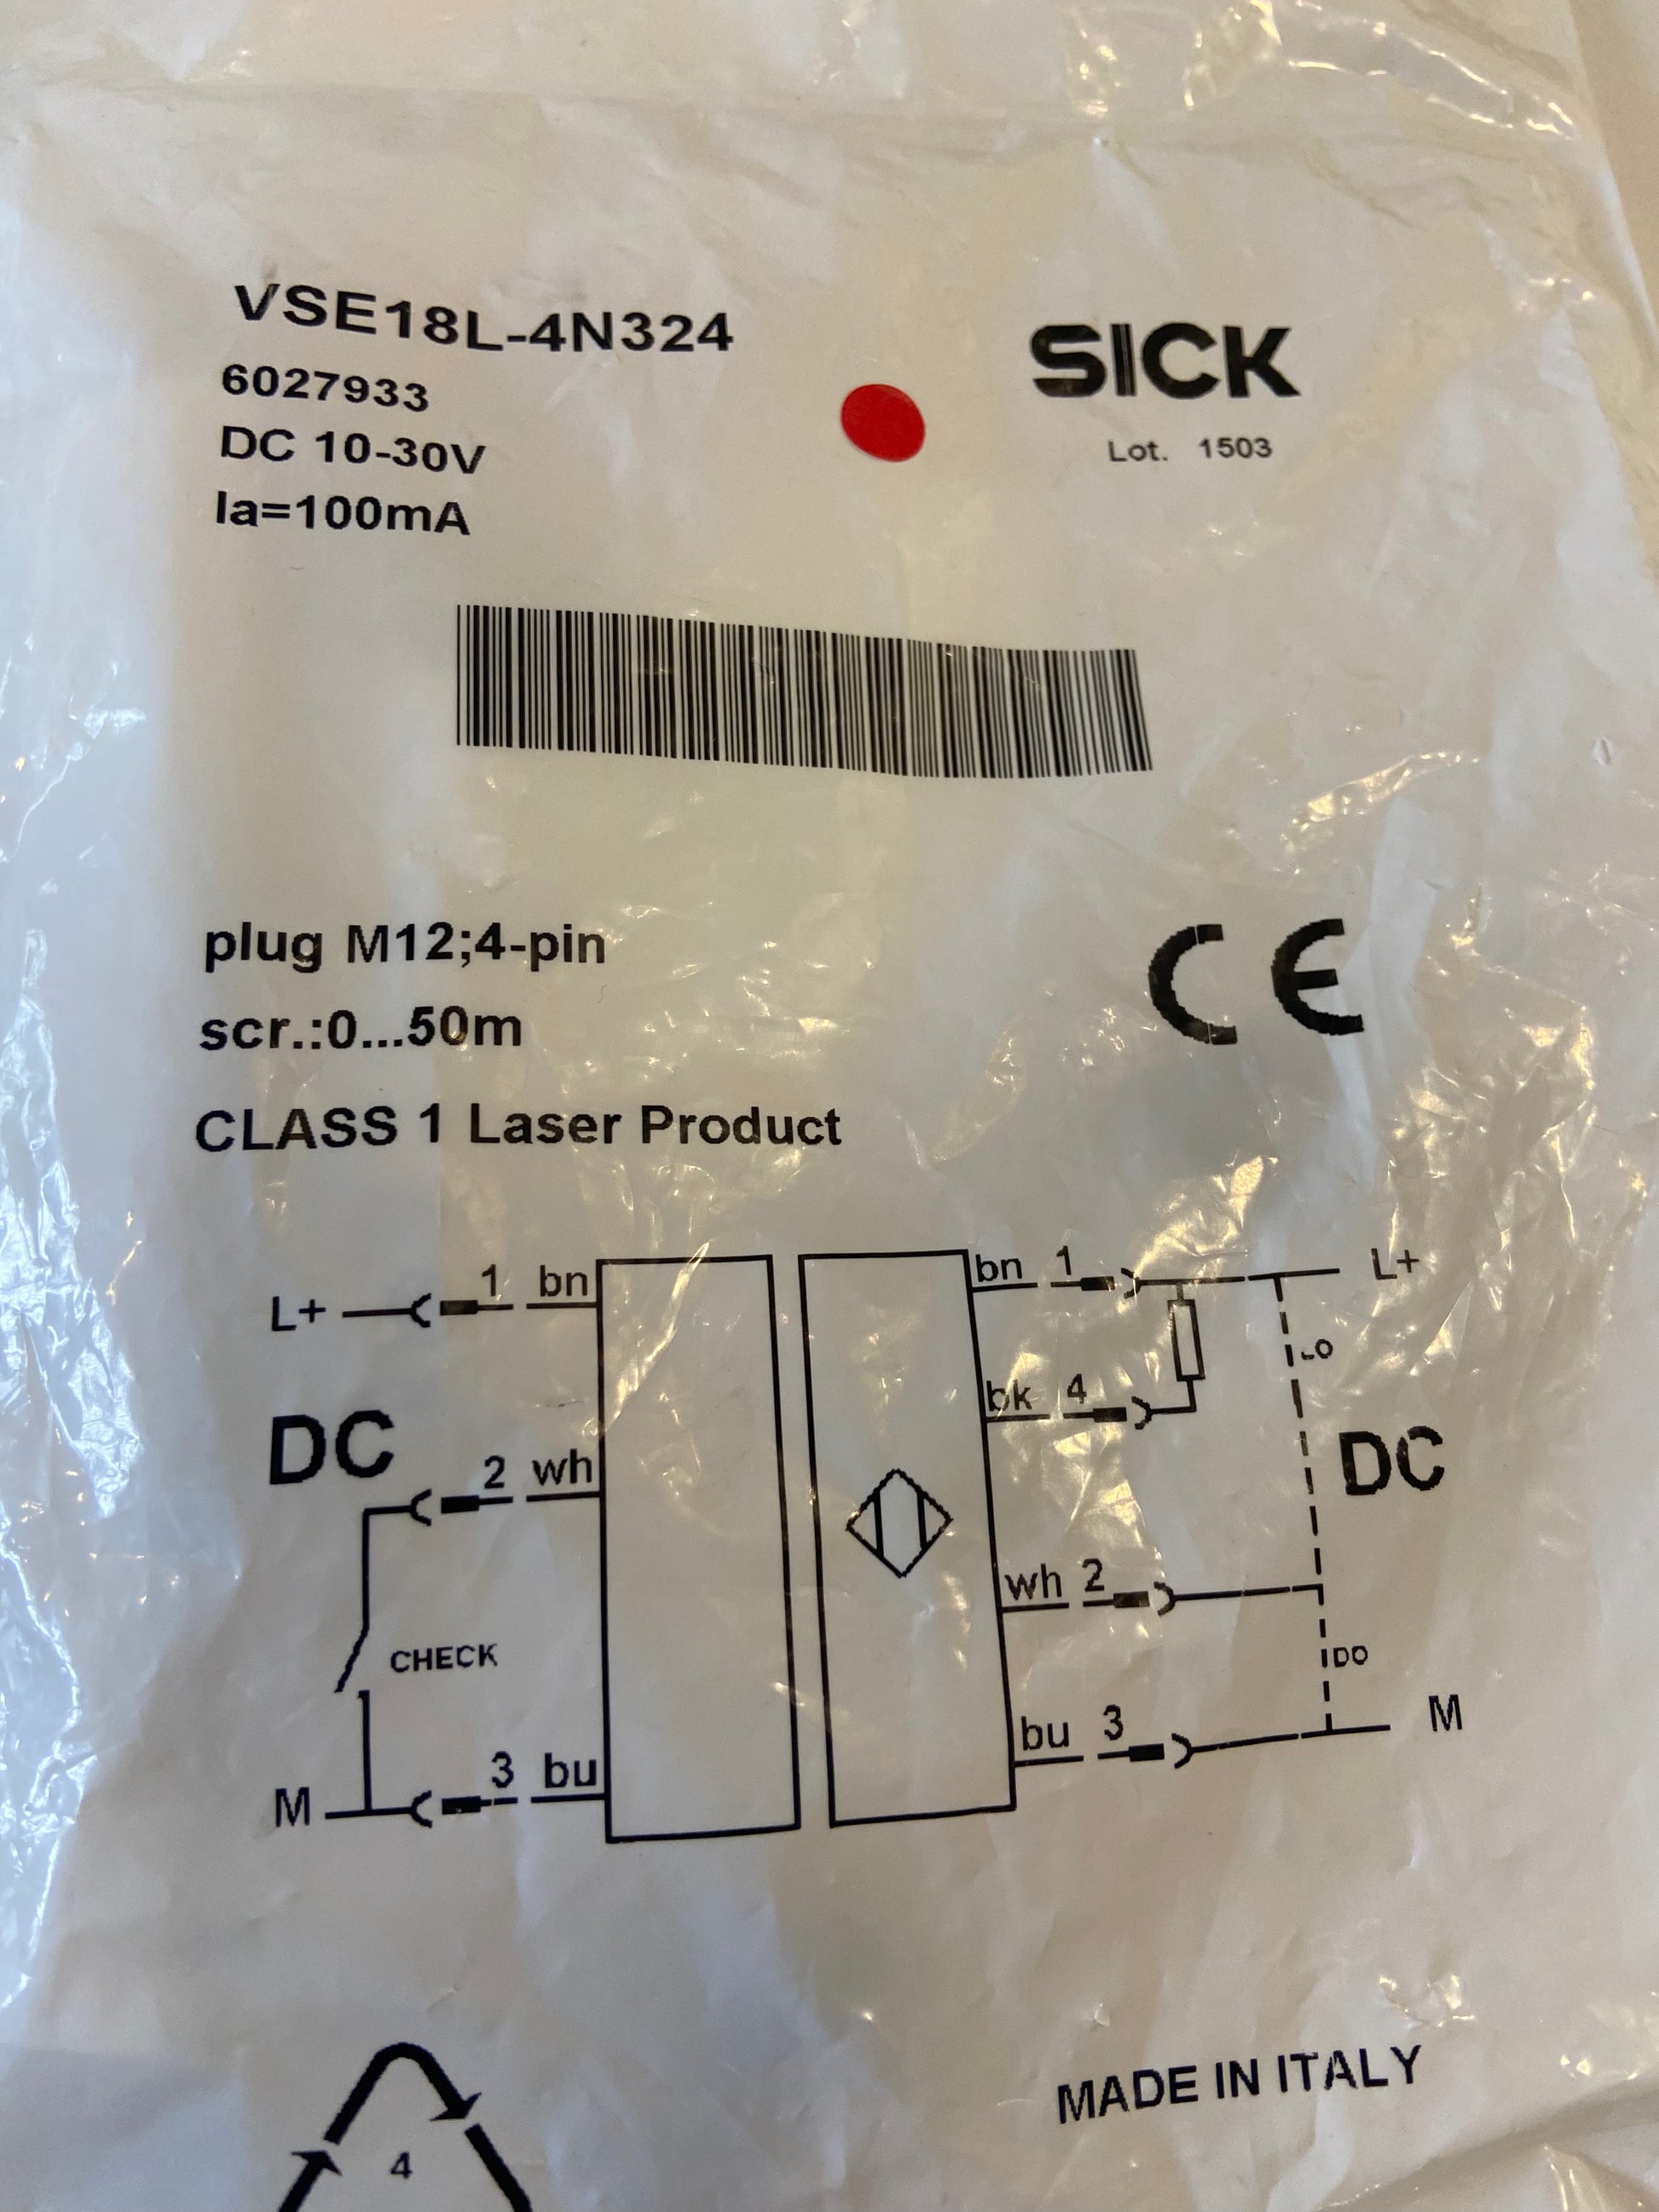 VSE18L-4N324
6027933
DC 10-30V
Ia=100mA
SICK
Lot. 1503
plug M12;4-pin
scr.:0...50m
CLASS 1 Laser Product
CE
L+ 1 bn
DC
2 wh
CHECK
M 3 bu
bn 1 L+
LO
bk 4
DC
wh 2
DO
bu 3 M
4
MADE IN ITALY